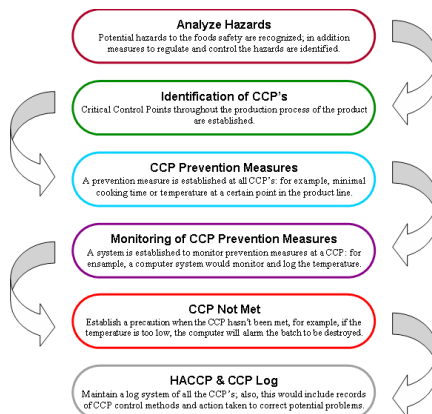 Analyze Hazards
Potential hazards to the foods safety are recognized; in addition
measures to regulate and control the hazards are identified.
Identification of CCP's
Critical Control Points throughout the production process of the product
are established.
CCP Prevention Measures
A prevention measure is established at all CCP's: for example, minimal
cooking time or temperature at a certain point in the product line.
Monitoring of CCP Prevention Measures
A system is established to monitor prevention measures at a CCP: for
ensample, a computer system would monitor and log the temperature.
CCP Not Met
Establish a precaution when the CCP hasn't been met, for example, if the
temperature is too low, the computer will alarm the batch to be destroyed.
HACCP & CCP Log
Maintain a log system of all the CCP's; also, this would include records
of CCP control methods and action taken to correct potential problems.